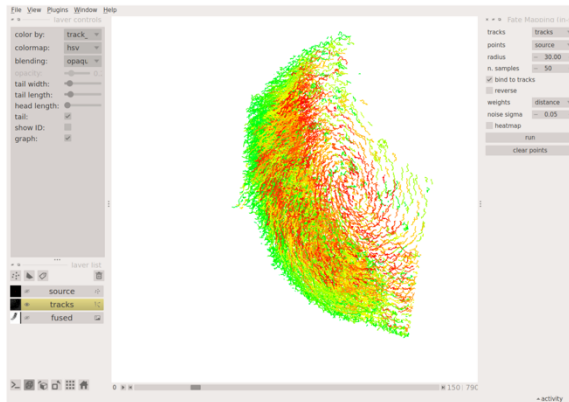 File View Plugins Window Help
layer controls
color by: track_
colormap: hsv
blending: opaqu
opacity:
tail width:
tail length:
head length:
tail:
show ID:
graph:
layer list
source
tracks
fused
0 150 790
Fate Mapping (in-
tracks tracks
points source
radius - 30.00
n. samples - 50
bind to tracks
reverse
weights distance
noise sigma - 0.05
heatmap
run
clear points
activity